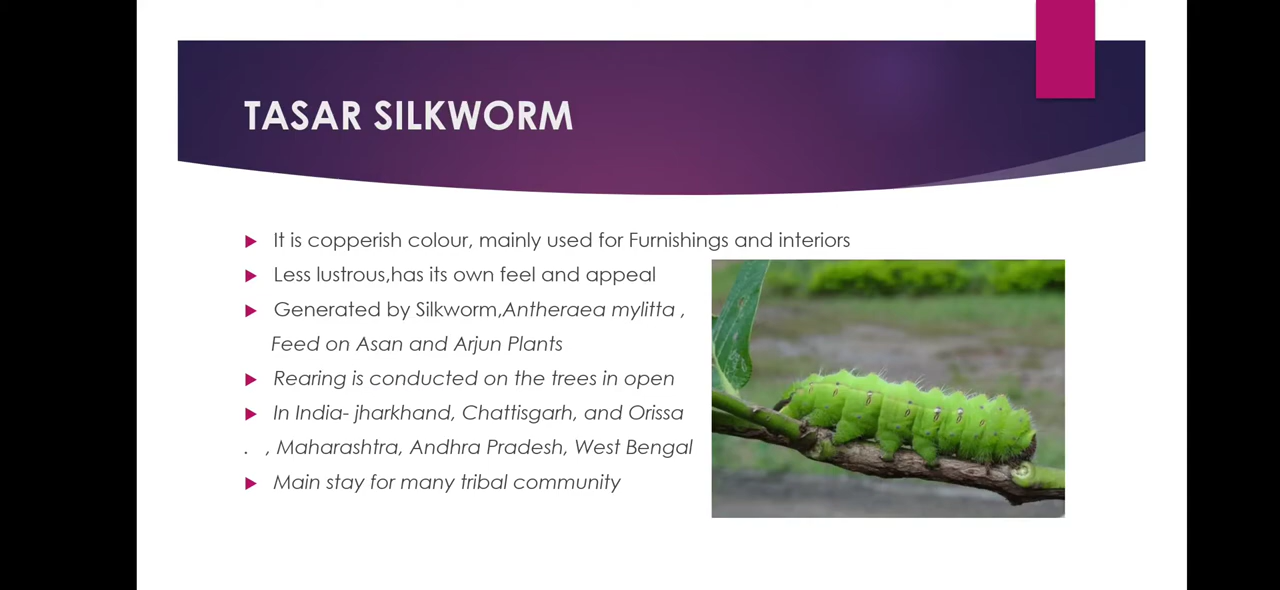 TASAR SILKWORM
It is copperish colour, mainly used for Furnishings and interiors
Less lustrous,has its own feel and appeal
Generated by Silkworm,Antheraea mylitta ,
Feed on Asan and Arjun Plants
Rearing is conducted on the trees in open
In India- jharkhand, Chattisgarh, and Orissa
. , Maharashtra, Andhra Pradesh, West Bengal
Main stay for many tribal community